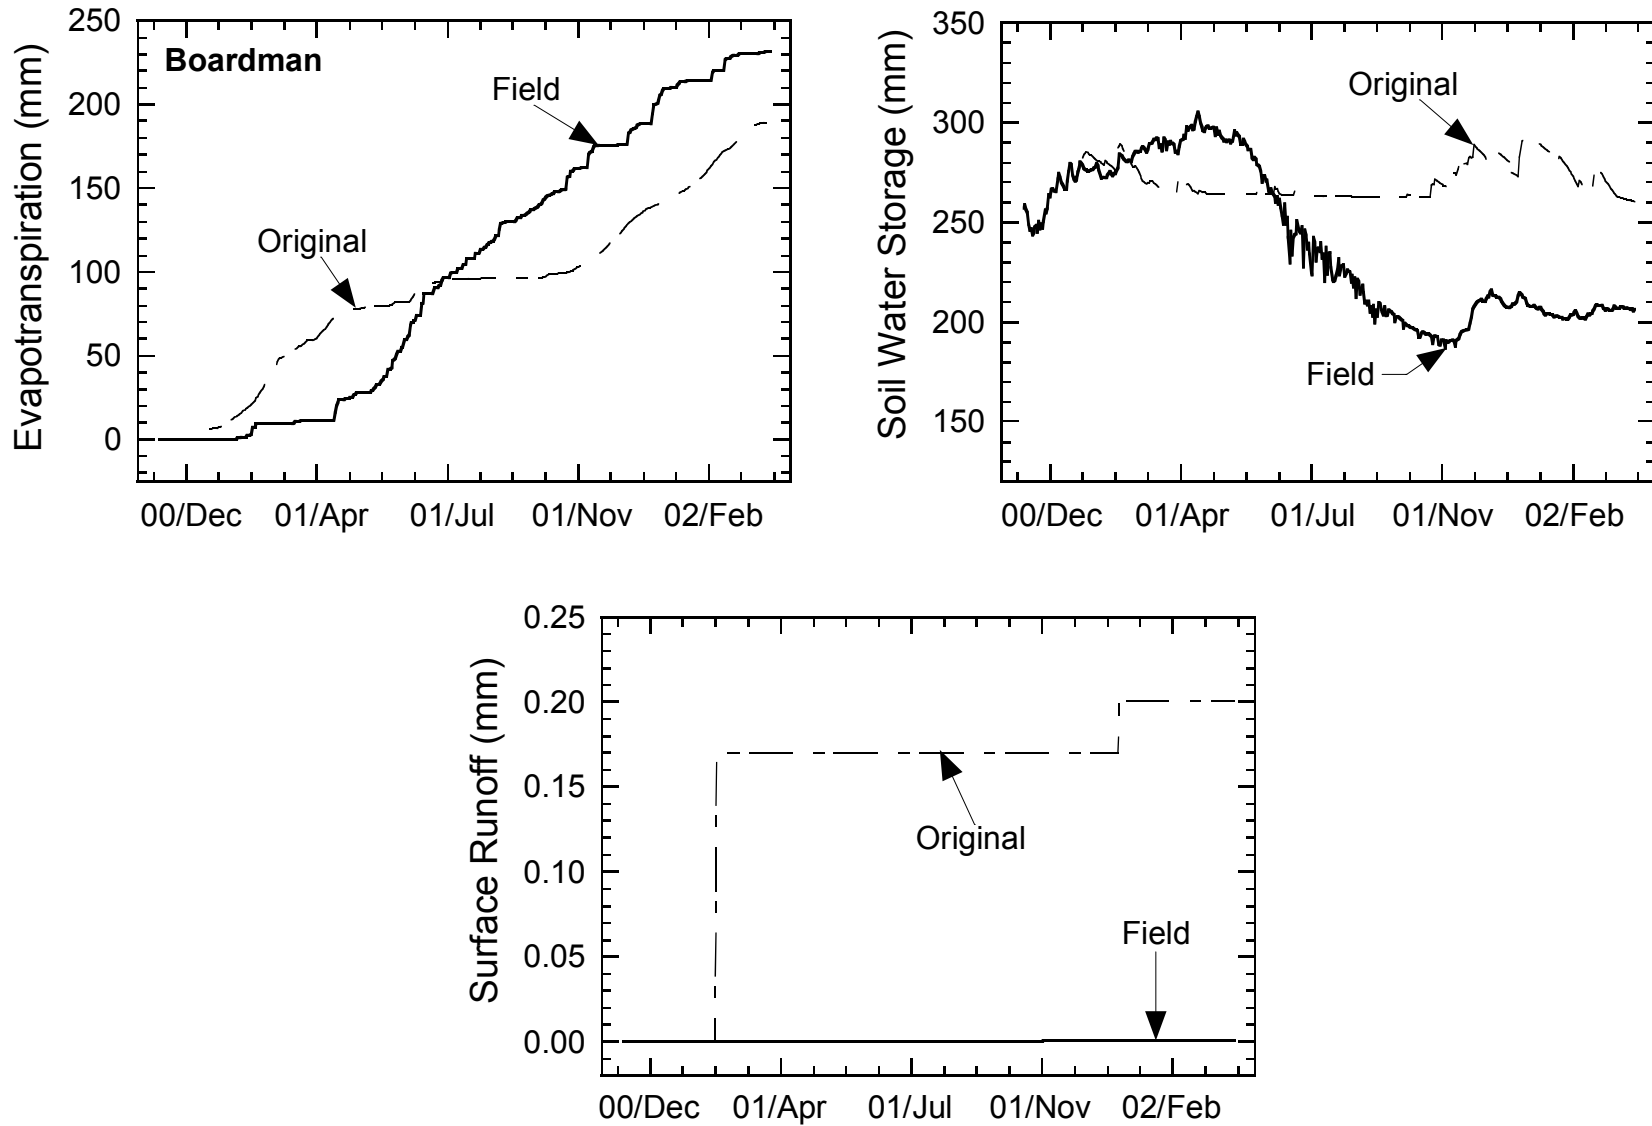 Evapotranspiration (mm)
250
200
150
100
50
0
Boardman
Field
Original
00/Dec 01/Apr 01/Jul 01/Nov 02/Feb
Soil Water Storage (mm)
350
300
250
200
150
Original
Field
00/Dec 01/Apr 01/Jul 01/Nov 02/Feb
Surface Runoff (mm)
0.25
0.20
0.15
0.10
0.05
0.00
Original
Field
00/Dec 01/Apr 01/Jul 01/Nov 02/Feb